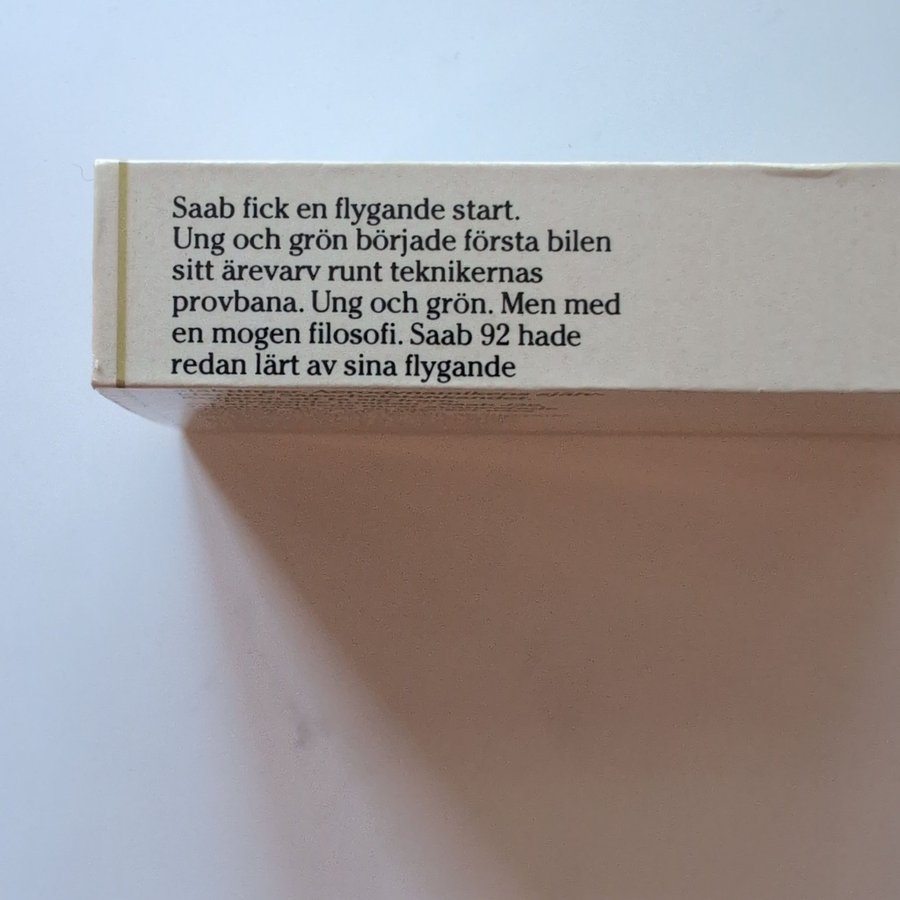 Saab fick en flygande start.
Ung och grön började första bilen
sitt ärevarv runt teknikernas
provbana. Ung och grön. Men med
en mogen filosofi. Saab 92 hade
redan lärt av sina flygande